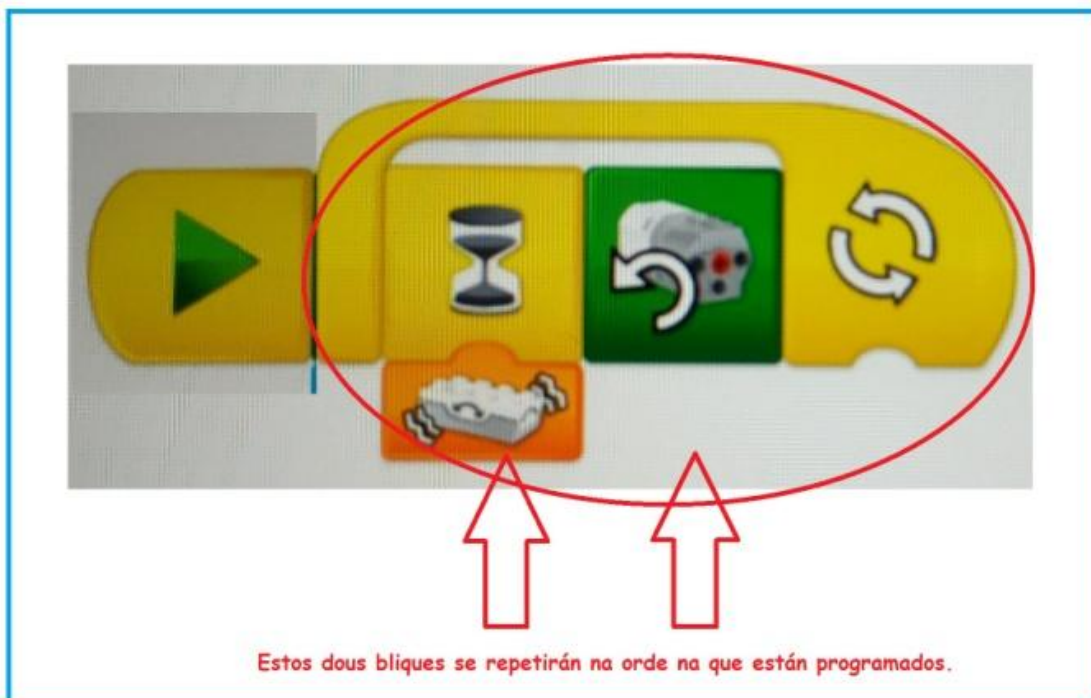 Estos dous bliques se repetirán na orde na que están programados.